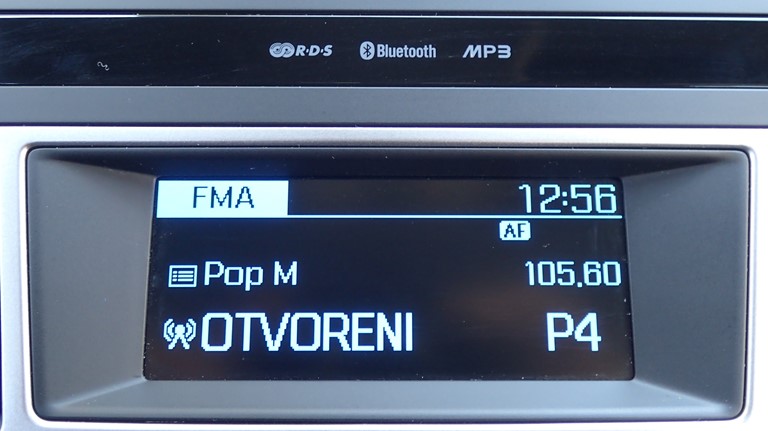 R·D·S Bluetooth MP3
FMA 12:56
AF
Pop M 105.60
OTVORENI P4